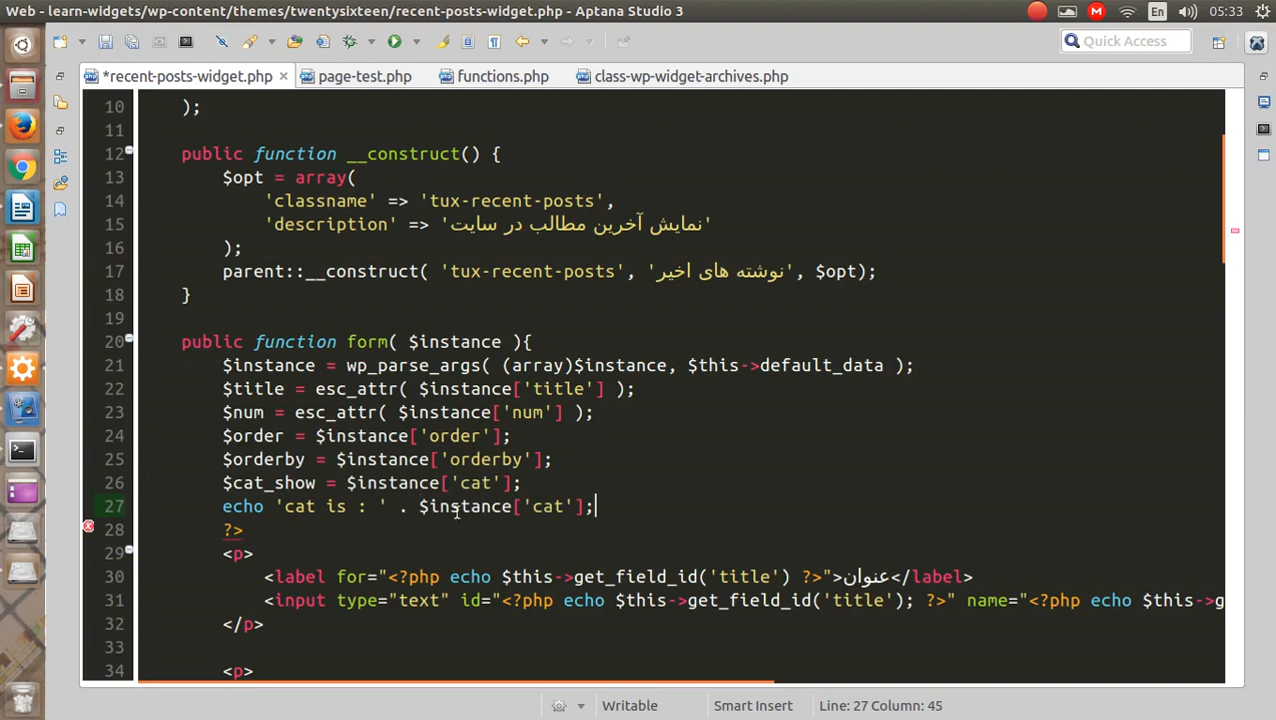 Web - learn-widgets/wp-content/themes/twentysixteen/recent-posts-widget.php - Aptana Studio 3
En
05:33
Quick Access
*recent-posts-widget.php
page-test.php
functions.php
class-wp-widget-archives.php
10 );
11
12 public function __construct() {
13 $opt = array(
14 'classname' => 'tux-recent-posts',
15 'description' => 'نمایش آخرین مطالب در سایت'
16 );
17 parent::__construct( 'tux-recent-posts', 'نوشته های اخیر', $opt);
18 }
19
20 public function form( $instance ){
21 $instance = wp_parse_args( (array)$instance, $this->default_data );
22 $title = esc_attr( $instance['title'] );
23 $num = esc_attr( $instance['num'] );
24 $order = $instance['order'];
25 $orderby = $instance['orderby'];
26 $cat_show = $instance['cat'];
27 echo 'cat is : ' . $instance['cat'];
28 ?>
29 <p>
30 <label for="<?php echo $this->get_field_id('title') ?>">عنوان</label>
31 <input type="text" id="<?php echo $this->get_field_id('title'); ?>" name="<?php echo $this->g
32 </p>
33
34 <p>
Writable
Smart Insert
Line: 27 Column: 45